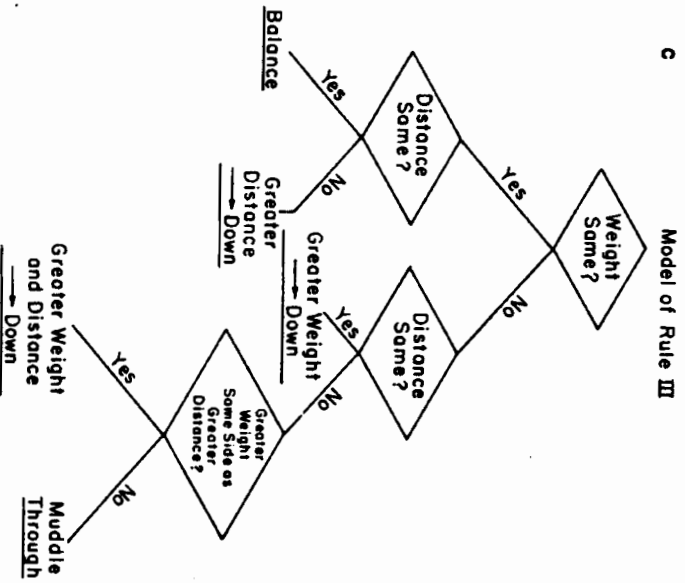 C
Model of Rule III
Weight
Same?
Yes
No
Distance
Same?
Distance
Same?
Yes
No
Yes
No
Balance
Greater
Distance
→ Down
Greater Weight
→ Down
Greater
Weight
Same Side as
Greater
Distance?
Yes
No
Greater Weight
and Distance
→ Down
Muddle
Through